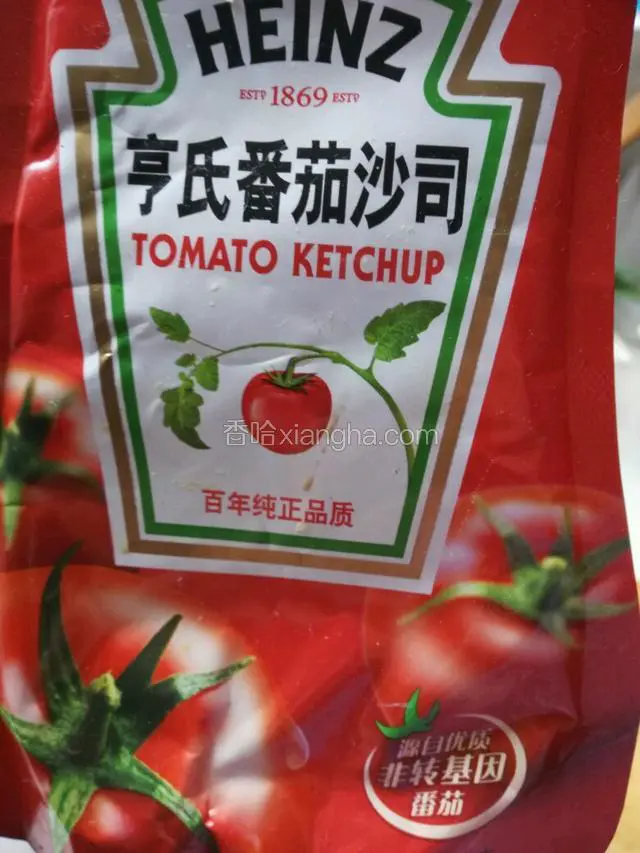 HEINZ
ESTD 1869 ESTD
亨氏番茄沙司
TOMATO KETCHUP
香哈xiangha.com
百年纯正品质
源自优质
非转基因
番茄